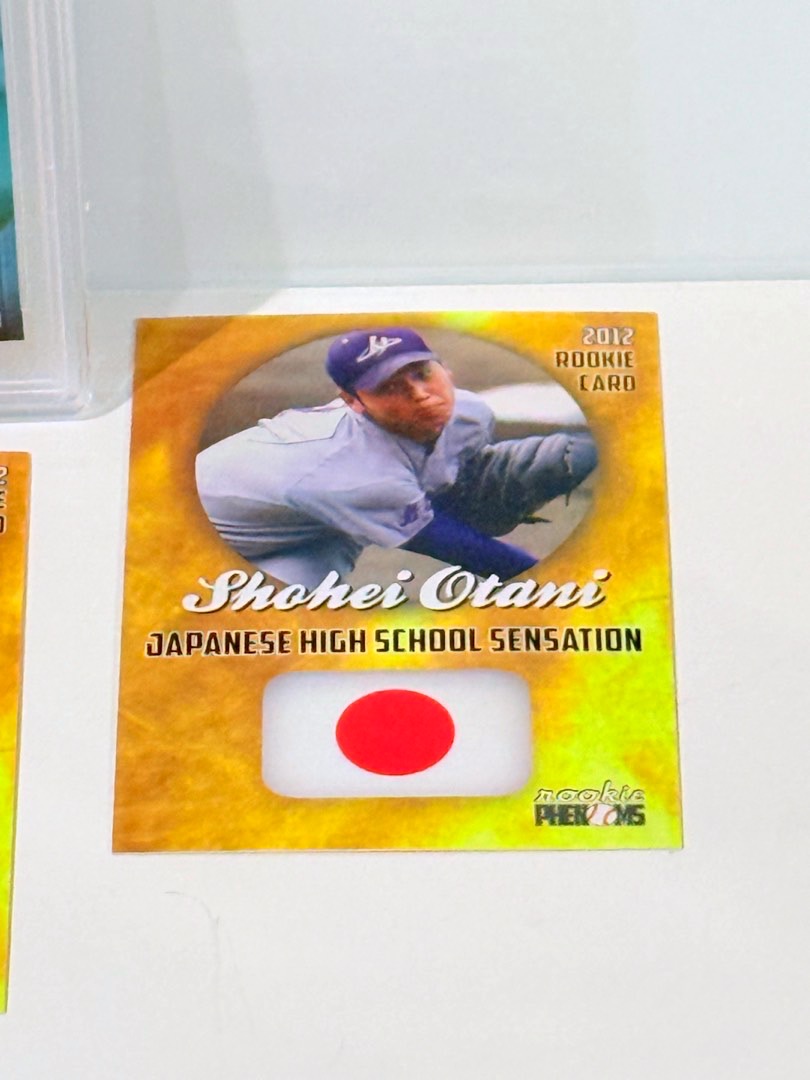 2012
ROOKIE
CARD
Shohei Otani
JAPANESE HIGH SCHOOL SENSATION
rookie
PHENOMS